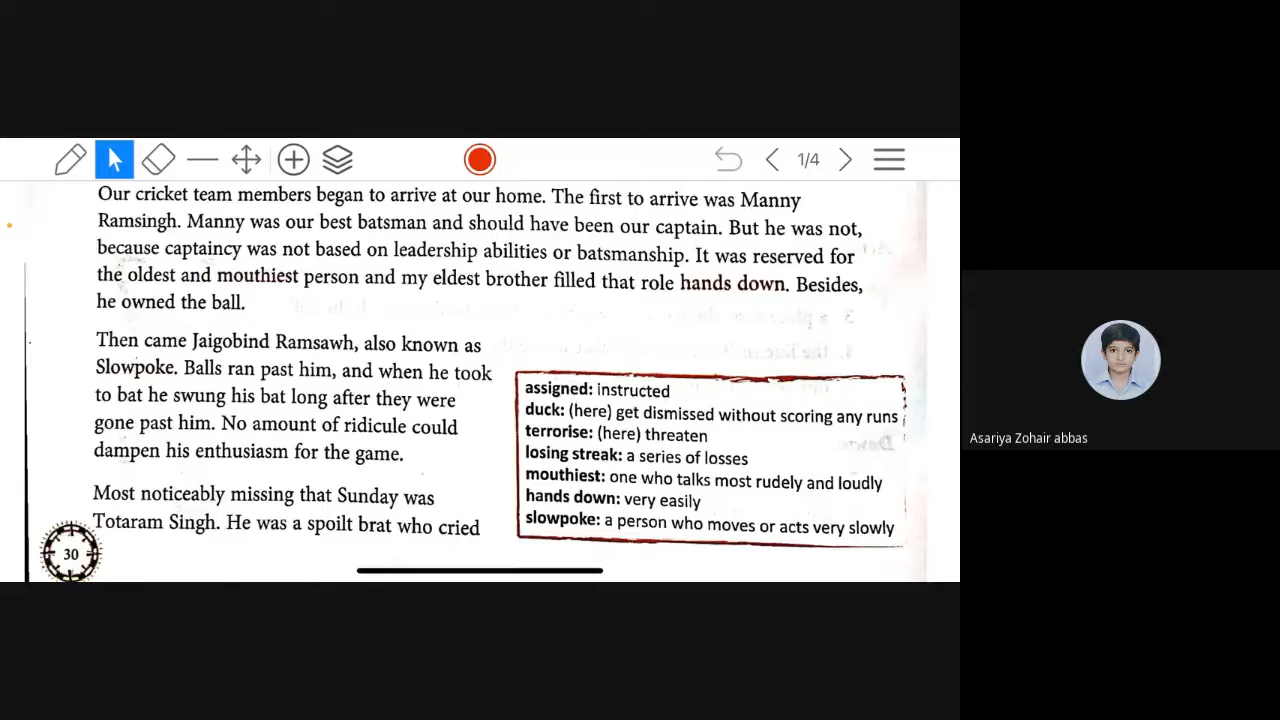 1/4
Our cricket team members began to arrive at our home. The first to arrive was Manny
Ramsingh. Manny was our best batsman and should have been our captain. But he was not,
because captaincy was not based on leadership abilities or batsmanship. It was reserved for
the oldest and mouthiest person and my eldest brother filled that role hands down. Besides,
he owned the ball.
Then came Jaigobind Ramsawh, also known as
Slowpoke. Balls ran past him, and when he took
to bat he swung his bat long after they were
gone past him. No amount of ridicule could
dampen his enthusiasm for the game.
Most noticeably missing that Sunday was
Totaram Singh. He was a spoilt brat who cried
30
assigned: instructed
duck: (here) get dismissed without scoring any runs
terrorise: (here) threaten
losing streak: a series of losses
mouthiest: one who talks most rudely and loudly
hands down: very easily
slowpoke: a person who moves or acts very slowly
Asariya Zohair abbas